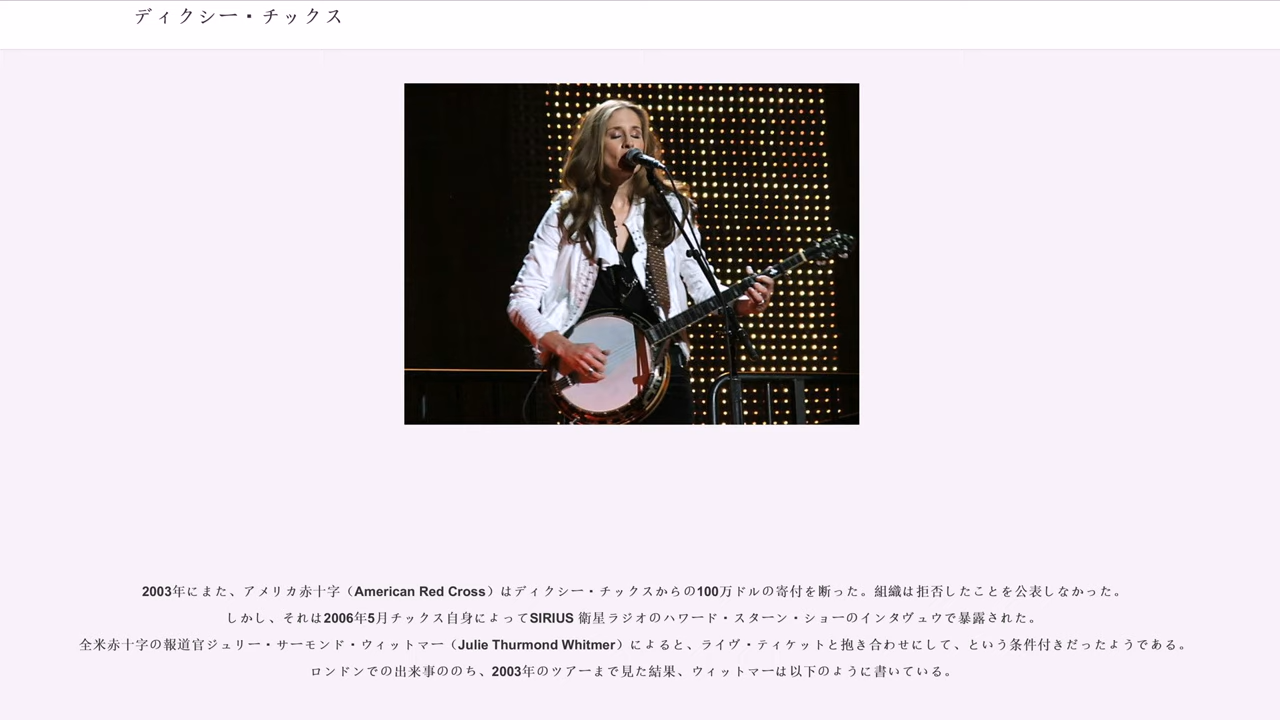 ディクシー・チックス
2003年にまた、アメリカ赤十字（American Red Cross）はディクシー・チックスからの100万ドルの寄付を断った。組織は拒否したことを公表しなかった。
しかし、それは2006年5月チックス自身によってSIRIUS 衛星ラジオのハワード・スターン・ショーのインタヴュウで暴露された。
全米赤十字の報道官ジュリー・サーモンド・ウィットマー（Julie Thurmond Whitmer）によると、ライヴ・ティケットと抱き合わせにして、という条件付きだったようである。
ロンドンでの出来事ののち、2003年のツアーまで見た結果、ウィットマーは以下のように書いている。